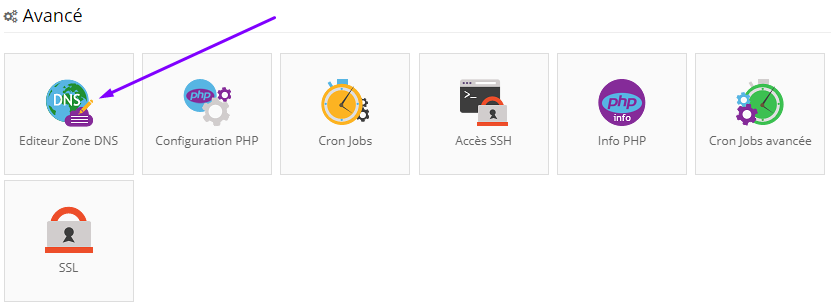 Avancé
DNS
php
php
info
>_
Editeur Zone DNS
Configuration PHP
Cron Jobs
Accès SSH
Info PHP
Cron Jobs avancée
SSL